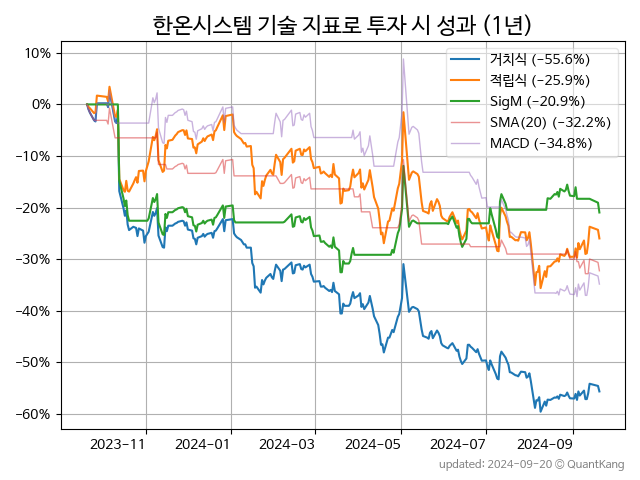 한온시스템 기술 지표로 투자 시 성과 (1년)
거치식 (−55.6%)
적립식 (−25.9%)
SigM (−20.9%)
SMA(20) (−32.2%)
MACD (−34.8%)
10%
0%
−10%
−20%
−30%
−40%
−50%
−60%
2023-11
2024-01
2024-03
2024-05
2024-07
2024-09
updated: 2024-09-20 © QuantKang